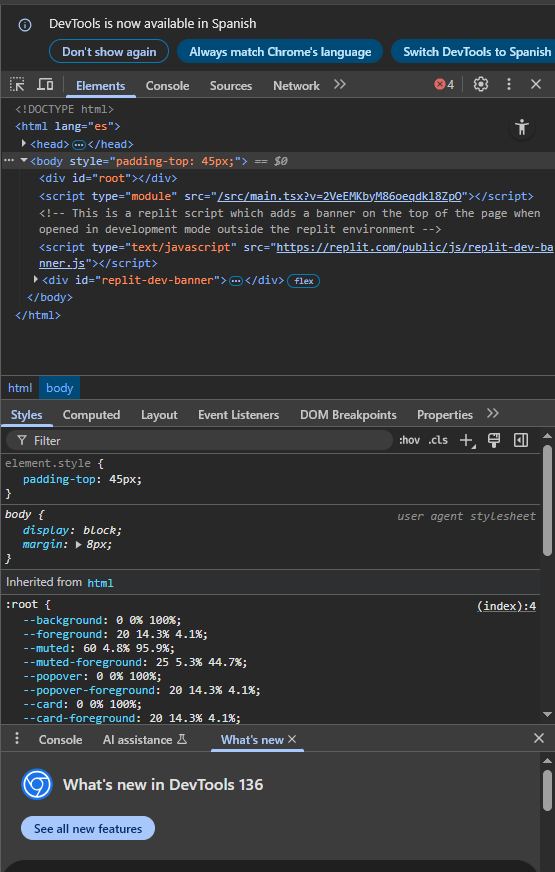 DevTools is now available in Spanish
Don't show again
Always match Chrome's language
Switch DevTools to Spanish
Elements
Console
Sources
Network
4
<!DOCTYPE html>
<html lang="es">
<head>…</head>
<body style="padding-top: 45px;"> == $0
<div id="root"></div>
<script type="module" src="/src/main.tsx?v=2VeEMKbyM86oeqdkl8ZpO"></script>
<!-- This is a replit script which adds a banner on the top of the page when
opened in development mode outside the replit environment -->
<script type="text/javascript" src="https://replit.com/public/js/replit-dev-ba
nner.js"></script>
<div id="replit-dev-banner">…</div> flex
</body>
</html>
html
body
Styles
Computed
Layout
Event Listeners
DOM Breakpoints
Properties
Filter
:hov
.cls
element.style {
padding-top: 45px;
}
body {
user agent stylesheet
display: block;
margin: 8px;
}
Inherited from html
:root {
(index):4
--background: 0 0% 100%;
--foreground: 20 14.3% 4.1%;
--muted: 60 4.8% 95.9%;
--muted-foreground: 25 5.3% 44.7%;
--popover: 0 0% 100%;
--popover-foreground: 20 14.3% 4.1%;
--card: 0 0% 100%;
--card-foreground: 20 14.3% 4.1%;
Console
AI assistance
What's new
What's new in DevTools 136
See all new features